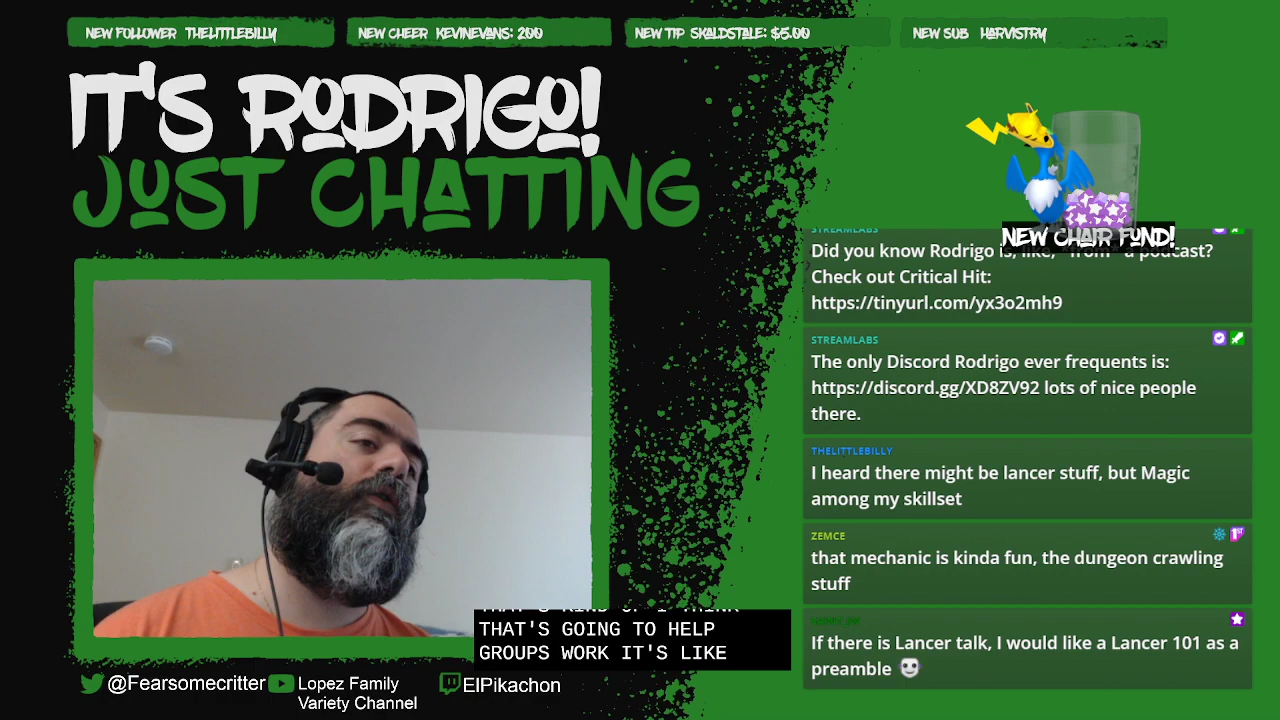 NEW FOLLOWER THELITTLEBILLY
NEW CHEER KEVINEVANS: 200
NEW TIP SKALDSTALE: $5.00
NEW SUB HARVISTRY
IT'S RODRIGO!
JUST CHATTING
NEW CHAIR FUND!
STREAMLABS
Did you know Rodrigo is, like, "from" a podcast?
Check out Critical Hit:
https://tinyurl.com/yx3o2mh9
STREAMLABS
The only Discord Rodrigo ever frequents is:
https://discord.gg/XD8ZV92 lots of nice people
there.
THELITTLEBILLY
I heard there might be lancer stuff, but Magic
among my skillset
ZEMCE
1ST
that mechanic is kinda fun, the dungeon crawling
stuff
If there is Lancer talk, I would like a Lancer 101 as a
preamble
THAT'S KIND OF I THINK
THAT'S GOING TO HELP
GROUPS WORK IT'S LIKE
@Fearsomecritter
Lopez Family
Variety Channel
ElPikachon